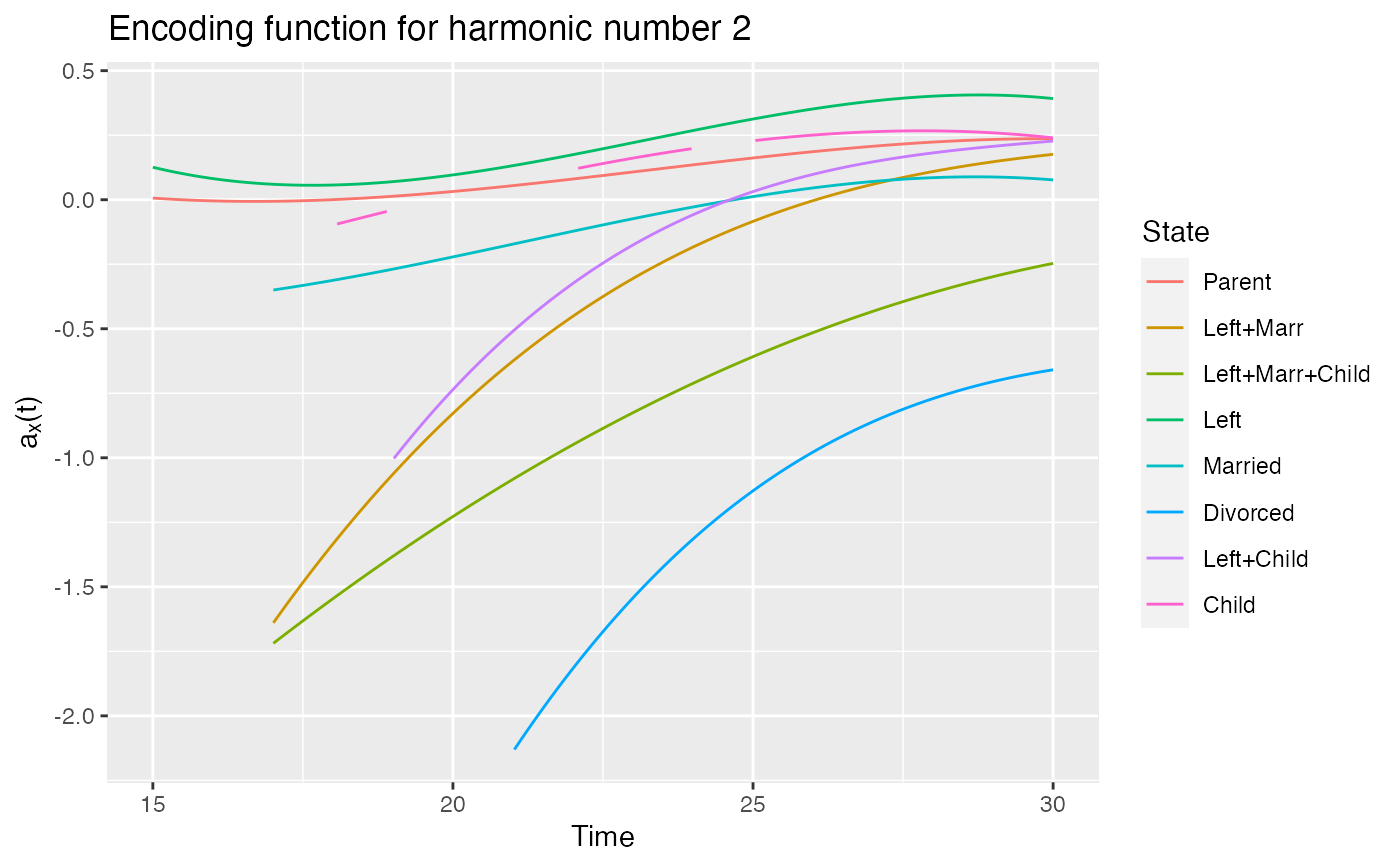 Encoding function for harmonic number 2
0.5
0.0
-0.5
-1.0
-1.5
-2.0
aₓ(t)
15 20 25 30
Time
State
Parent
Left+Marr
Left+Marr+Child
Left
Married
Divorced
Left+Child
Child